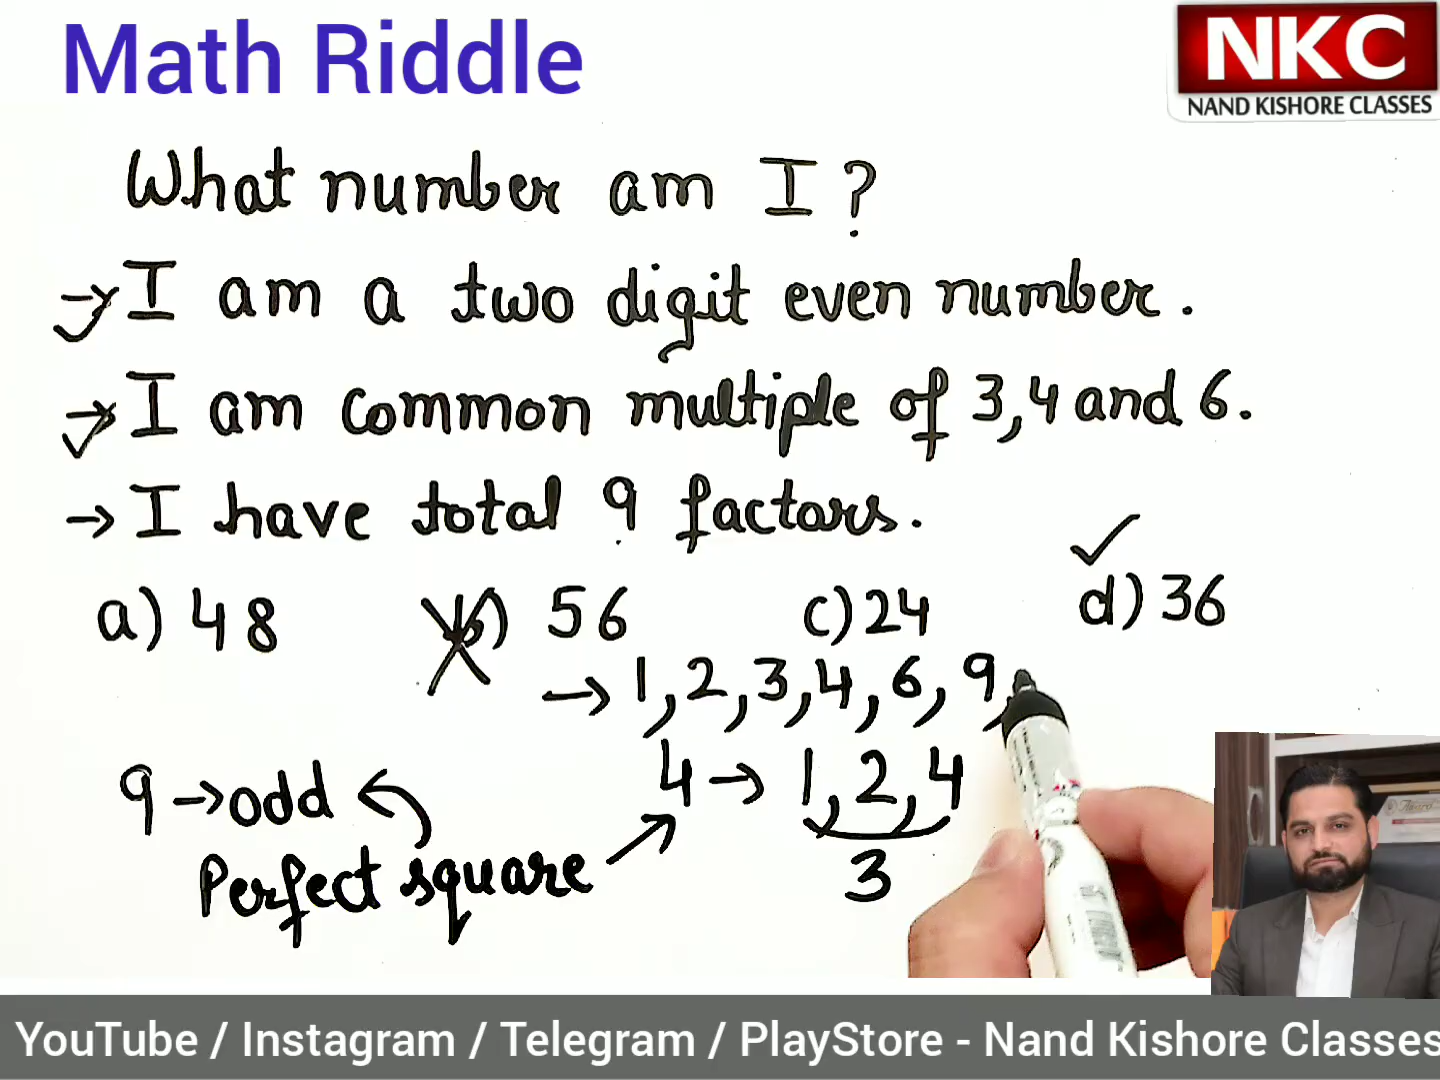 Math Riddle
NKC
NAND KISHORE CLASSES
What number am I?
→ I am a two digit even number.
→ I am common multiple of 3,4 and 6.
→ I have total 9 factors.
a) 48 b) 56 c) 24 d) 36
→ 1, 2, 3, 4, 6, 9,
9 → odd
4 → 1, 2, 4
Perfect square
3
YouTube / Instagram / Telegram / PlayStore - Nand Kishore Classes